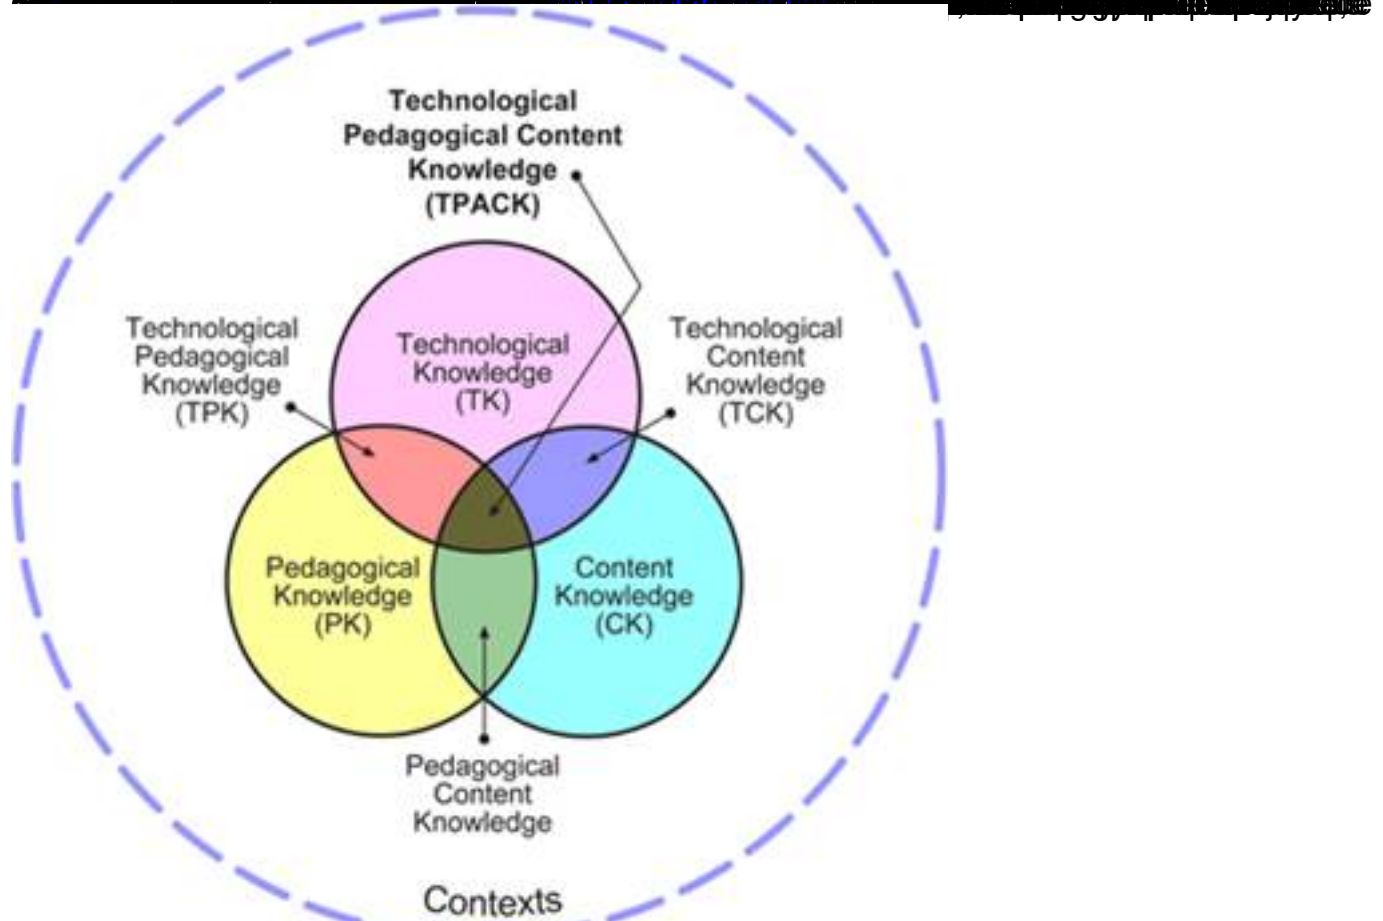 Technological
Pedagogical Content
Knowledge
(TPACK)
Technological
Pedagogical
Knowledge
(TPK)
Technological
Knowledge
(TK)
Technological
Content
Knowledge
(TCK)
Pedagogical
Knowledge
(PK)
Content
Knowledge
(CK)
Pedagogical
Content
Knowledge
Contexts